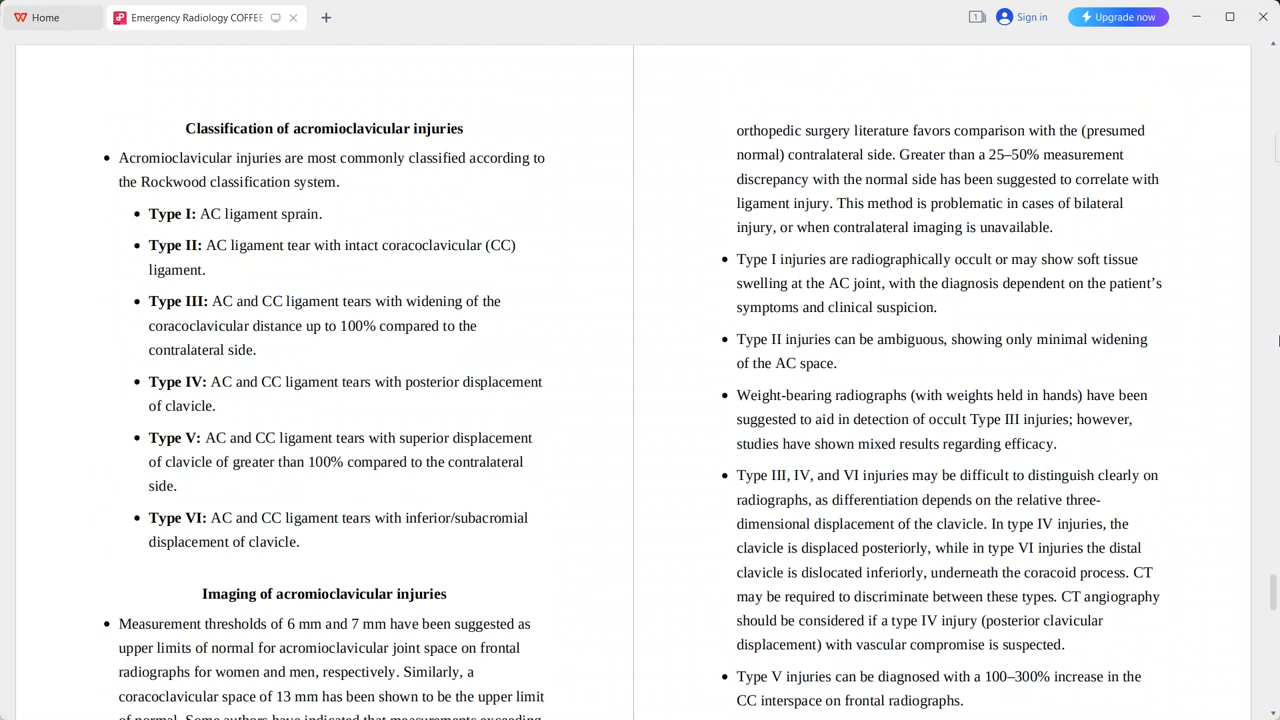 Home
Emergency Radiology COFFEE
Sign in
Upgrade now
Classification of acromioclavicular injuries
• Acromioclavicular injuries are most commonly classified according to
the Rockwood classification system.
• Type I: AC ligament sprain.
• Type II: AC ligament tear with intact coracoclavicular (CC)
ligament.
• Type III: AC and CC ligament tears with widening of the
coracoclavicular distance up to 100% compared to the
contralateral side.
• Type IV: AC and CC ligament tears with posterior displacement
of clavicle.
• Type V: AC and CC ligament tears with superior displacement
of clavicle of greater than 100% compared to the contralateral
side.
• Type VI: AC and CC ligament tears with inferior/subacromial
displacement of clavicle.
Imaging of acromioclavicular injuries
• Measurement thresholds of 6 mm and 7 mm have been suggested as
upper limits of normal for acromioclavicular joint space on frontal
radiographs for women and men, respectively. Similarly, a
coracoclavicular space of 13 mm has been shown to be the upper limit
of normal. Some authors have indicated that measurements exceeding
orthopedic surgery literature favors comparison with the (presumed
normal) contralateral side. Greater than a 25–50% measurement
discrepancy with the normal side has been suggested to correlate with
ligament injury. This method is problematic in cases of bilateral
injury, or when contralateral imaging is unavailable.
• Type I injuries are radiographically occult or may show soft tissue
swelling at the AC joint, with the diagnosis dependent on the patient’s
symptoms and clinical suspicion.
• Type II injuries can be ambiguous, showing only minimal widening
of the AC space.
• Weight-bearing radiographs (with weights held in hands) have been
suggested to aid in detection of occult Type III injuries; however,
studies have shown mixed results regarding efficacy.
• Type III, IV, and VI injuries may be difficult to distinguish clearly on
radiographs, as differentiation depends on the relative three-
dimensional displacement of the clavicle. In type IV injuries, the
clavicle is displaced posteriorly, while in type VI injuries the distal
clavicle is dislocated inferiorly, underneath the coracoid process. CT
may be required to discriminate between these types. CT angiography
should be considered if a type IV injury (posterior clavicular
displacement) with vascular compromise is suspected.
• Type V injuries can be diagnosed with a 100–300% increase in the
CC interspace on frontal radiographs.